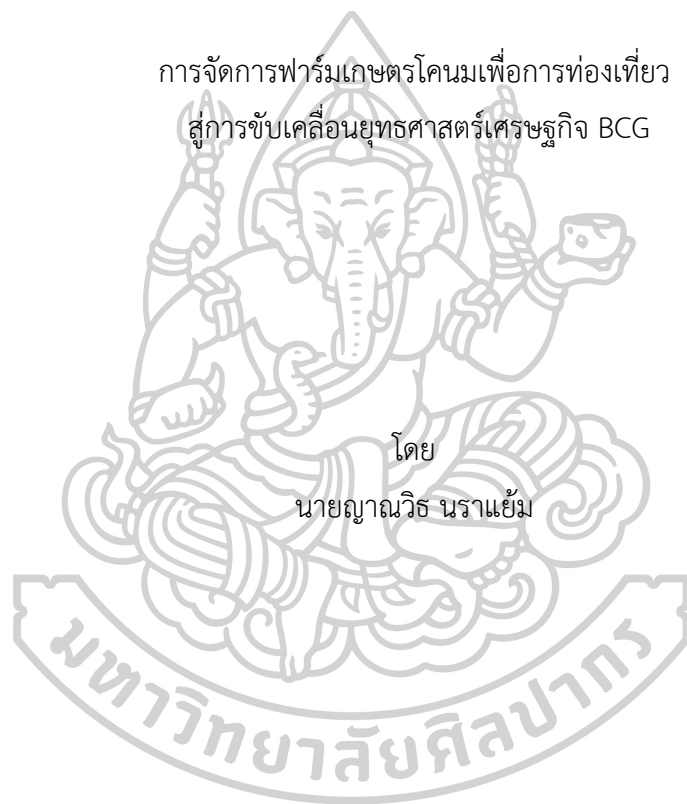 การจัดการฟาร์มเกษตรโคนมเพื่อการท่องเที่ยว
สู่การขับเคลื่อนยุทธศาสตร์เศรษฐกิจ BCG
โดย
นายญาณวิธ นราแย้ม
มหาวิทยาลัยศิลปากร